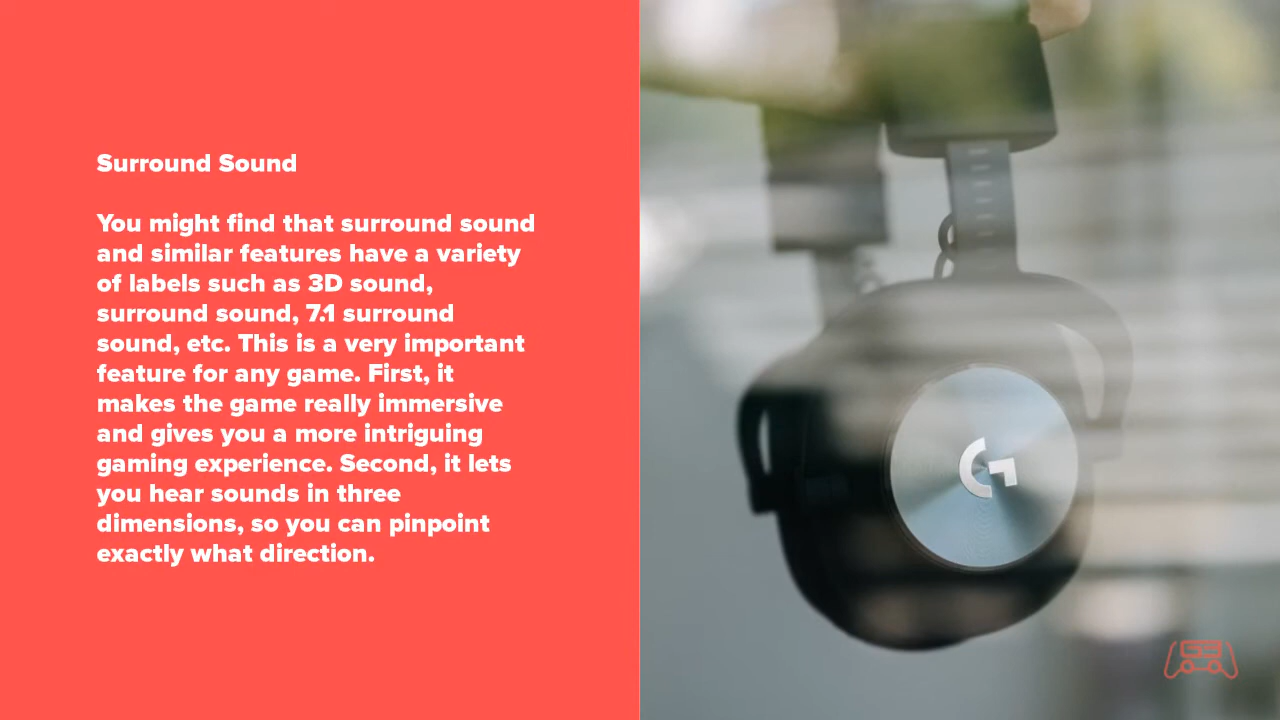 Surround Sound
You might find that surround sound
and similar features have a variety
of labels such as 3D sound,
surround sound, 7.1 surround
sound, etc. This is a very important
feature for any game. First, it
makes the game really immersive
and gives you a more intriguing
gaming experience. Second, it lets
you hear sounds in three
dimensions, so you can pinpoint
exactly what direction.